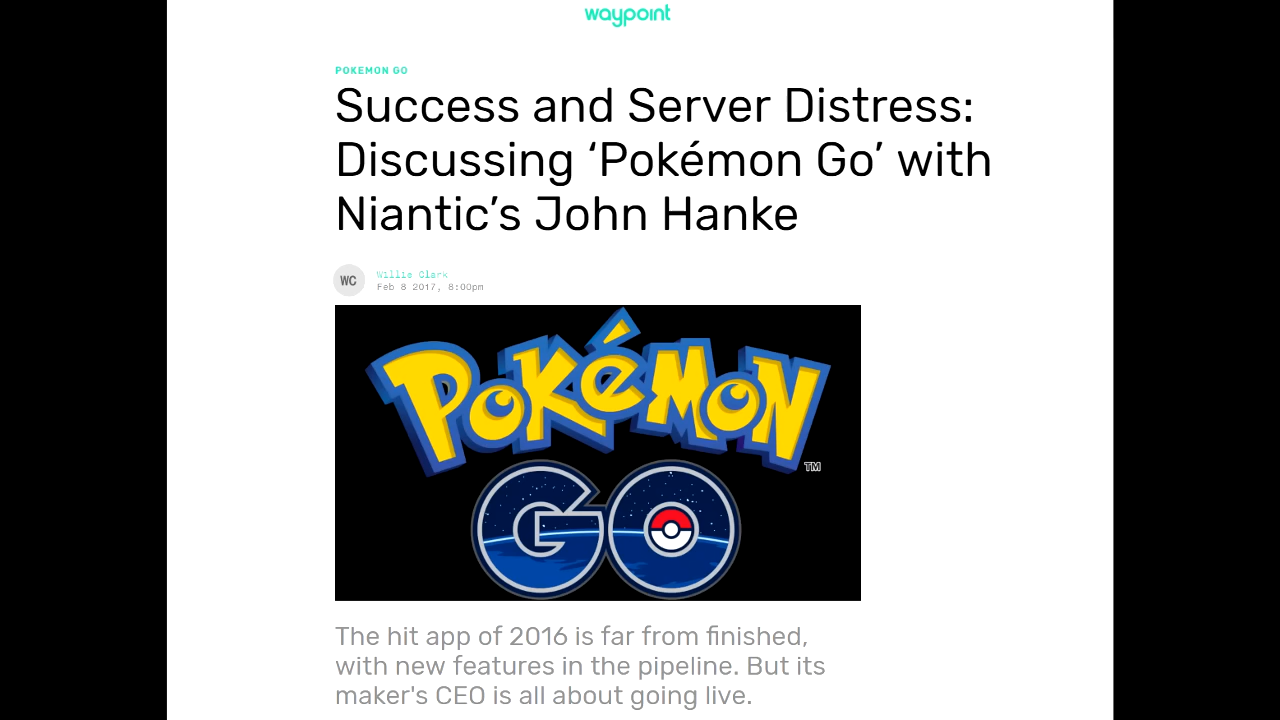 waypoint
POKEMON GO
Success and Server Distress:
Discussing ‘Pokémon Go’ with
Niantic’s John Hanke
WC
Willie Clark
Feb 8 2017, 8:00pm
POKéMON
TM
GO
The hit app of 2016 is far from finished,
with new features in the pipeline. But its
maker's CEO is all about going live.